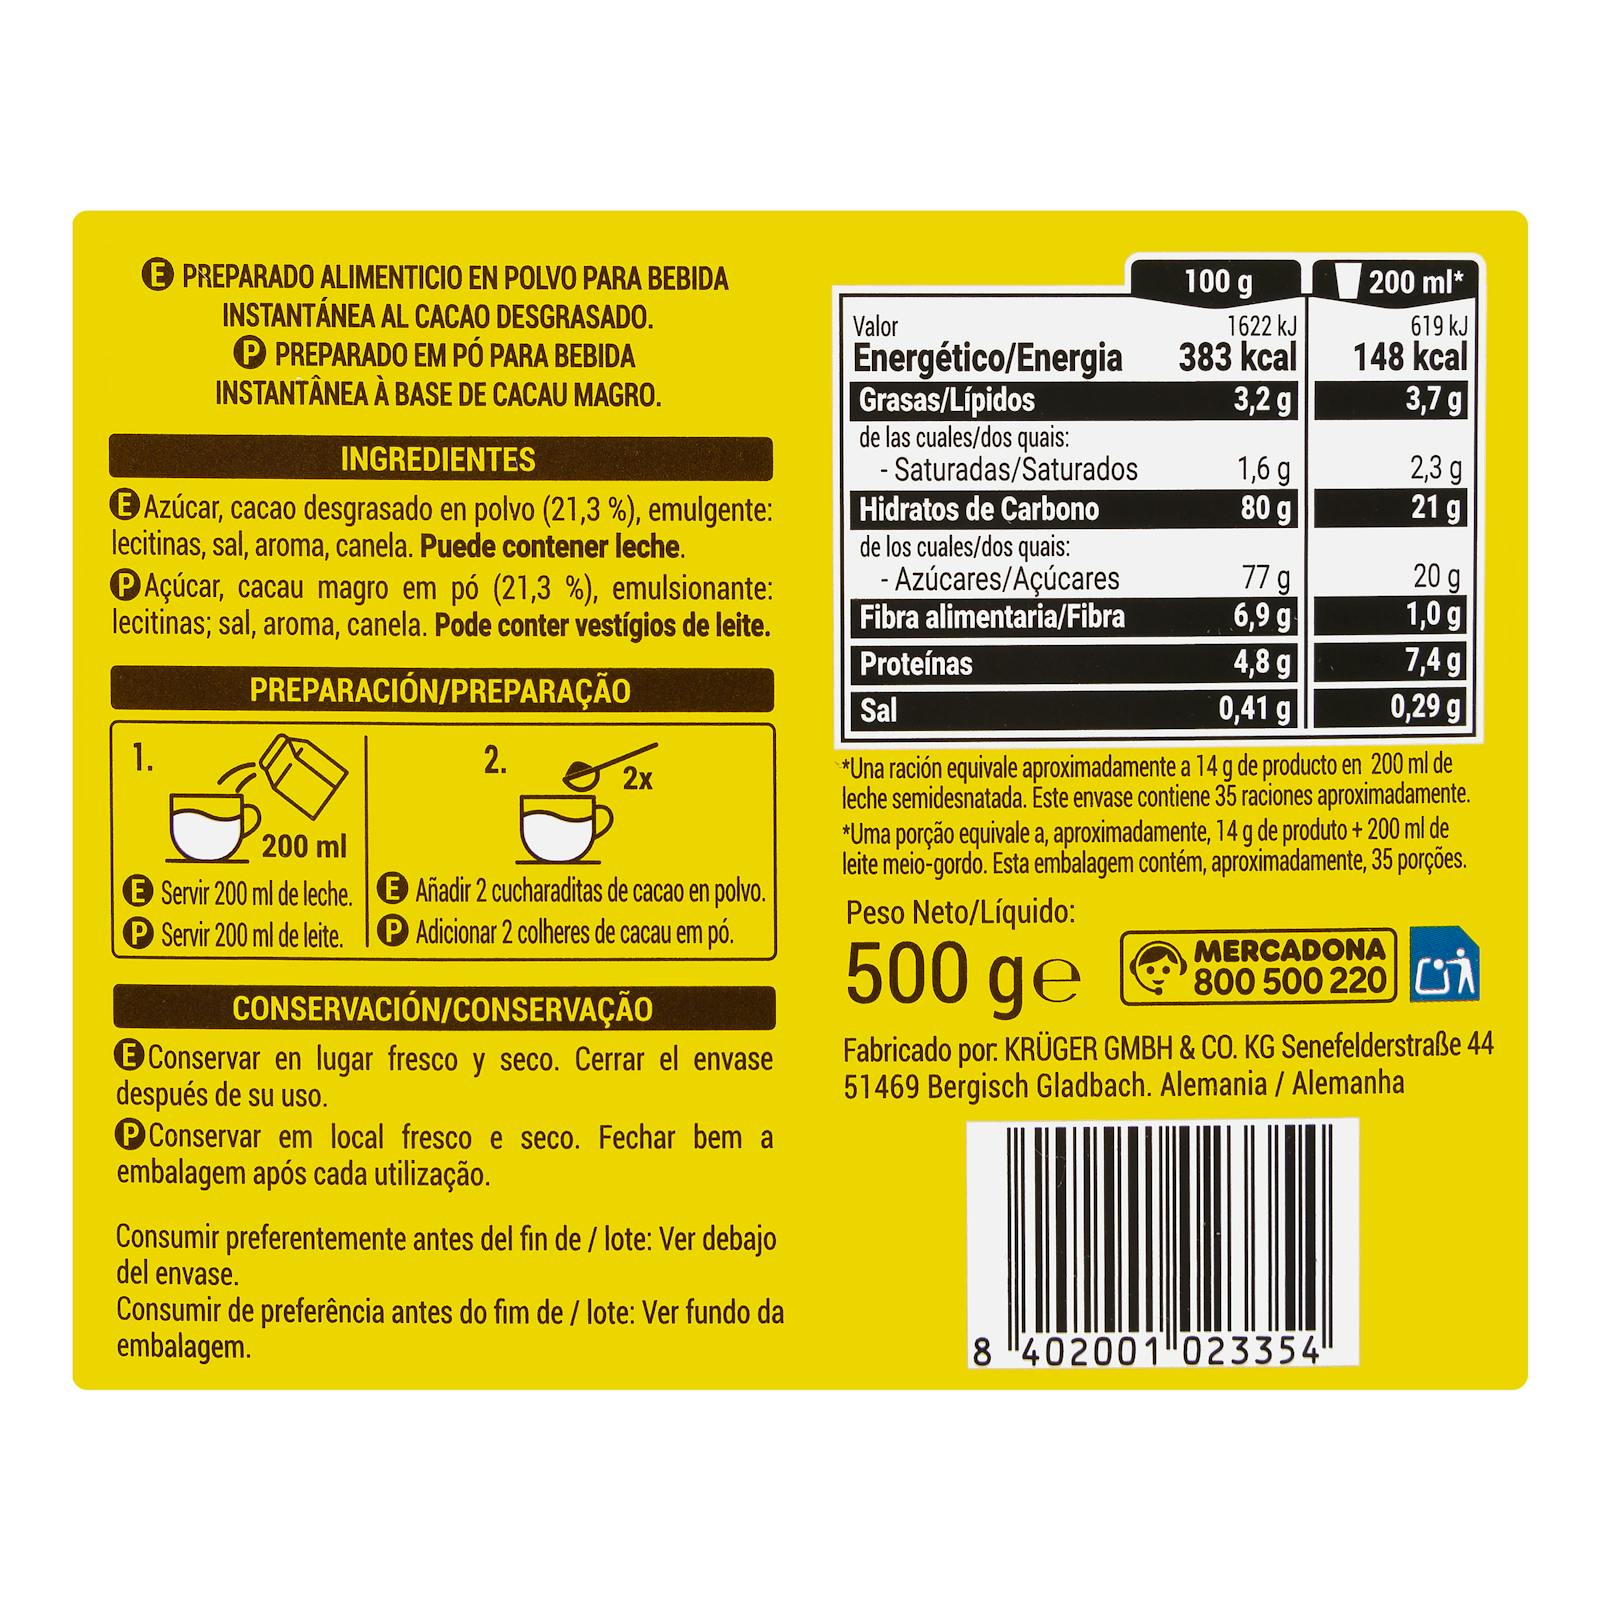 E PREPARADO ALIMENTICIO EN POLVO PARA BEBIDA
INSTANTÁNEA AL CACAO DESGRASADO.
P PREPARADO EM PÓ PARA BEBIDA
INSTANTÂNEA À BASE DE CACAU MAGRO.
INGREDIENTES
E Azúcar, cacao desgrasado en polvo (21,3 %), emulgente:
lecitinas, sal, aroma, canela. Puede contener leche.
P Açúcar, cacau magro em pó (21,3 %), emulsionante:
lecitinas; sal, aroma, canela. Pode conter vestígios de leite.
PREPARACIÓN/PREPARAÇÃO
1.
200 ml
E Servir 200 ml de leche.
P Servir 200 ml de leite.
2.
2x
E Añadir 2 cucharaditas de cacao en polvo.
P Adicionar 2 colheres de cacau em pó.
CONSERVACIÓN/CONSERVAÇÃO
E Conservar en lugar fresco y seco. Cerrar el envase
después de su uso.
P Conservar em local fresco e seco. Fechar bem a
embalagem após cada utilização.
Consumir preferentemente antes del fin de / lote: Ver debajo
del envase.
Consumir de preferência antes do fim de / lote: Ver fundo da
embalagem.
100 g 200 ml*
Valor 1622 kJ 619 kJ
Energético/Energia 383 kcal 148 kcal
Grasas/Lípidos 3,2 g 3,7 g
de las cuales/dos quais:
- Saturadas/Saturados 1,6 g 2,3 g
Hidratos de Carbono 80 g 21 g
de los cuales/dos quais:
- Azúcares/Açúcares 77 g 20 g
Fibra alimentaria/Fibra 6,9 g 1,0 g
Proteínas 4,8 g 7,4 g
Sal 0,41 g 0,29 g
*Una ración equivale aproximadamente a 14 g de producto en 200 ml de
leche semidesnatada. Este envase contiene 35 raciones aproximadamente.
*Uma porção equivale a, aproximadamente, 14 g de produto + 200 ml de
leite meio-gordo. Esta embalagem contém, aproximadamente, 35 porções.
Peso Neto/Líquido:
500 g e
MERCADONA
800 500 220
Fabricado por: KRÜGER GMBH & CO. KG Senefelderstraße 44
51469 Bergisch Gladbach. Alemania / Alemanha
8 402001 023354